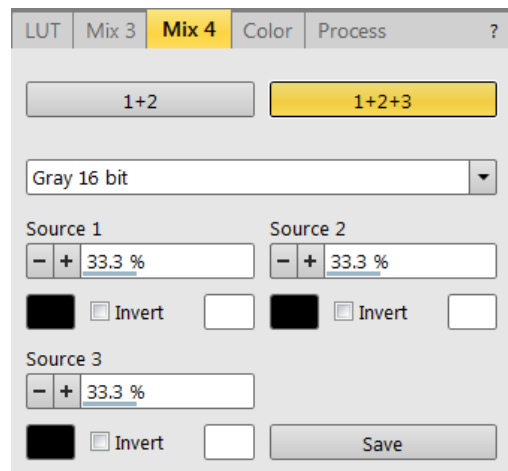 LUT Mix 3 Mix 4 Color Process ?
1+2 1+2+3
Gray 16 bit
Source 1 Source 2
− + 33.3 % − + 33.3 %
Invert Invert
Source 3
− + 33.3 %
Invert Save